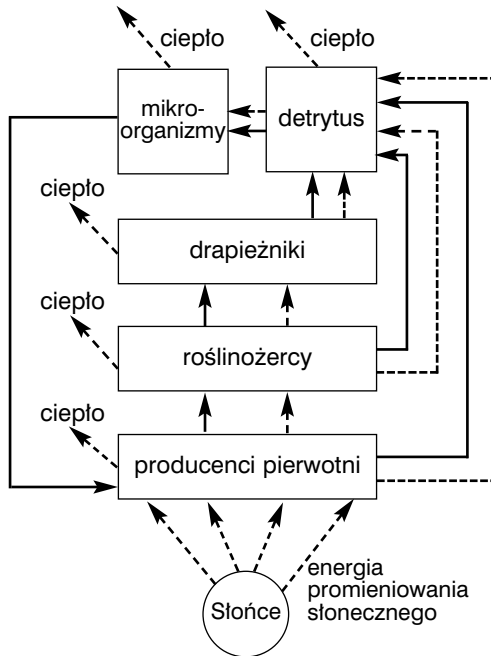 ciepło
ciepło
mikro-
organizmy
detrytus
ciepło
drapieżniki
ciepło
roślinożercy
ciepło
producenci pierwotni
energia
promieniowania
słonecznego
Słońce